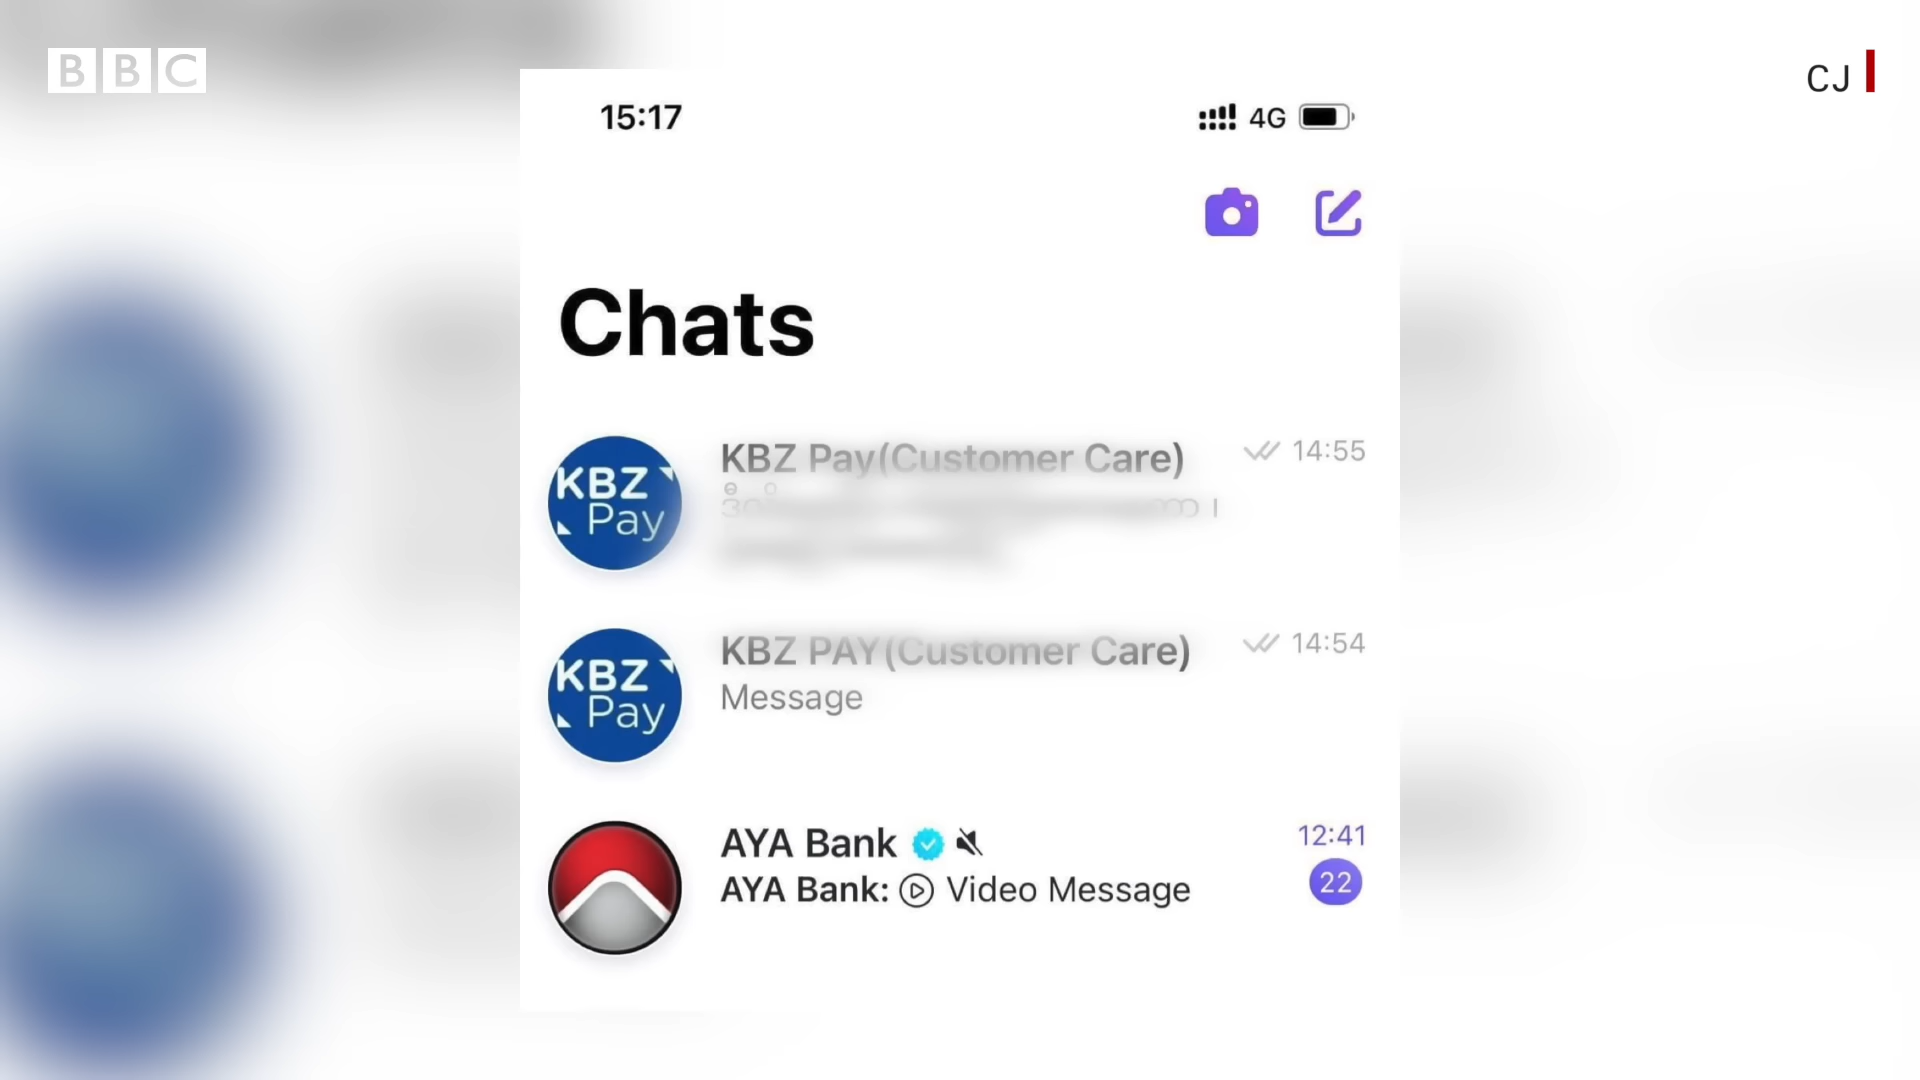 BBC
CJ
15:17
4G
Chats
KBZ Pay
KBZ Pay(Customer Care)
14:55
KBZ Pay
KBZ PAY(Customer Care)
14:54
Message
AYA Bank
12:41
AYA Bank: Video Message
22